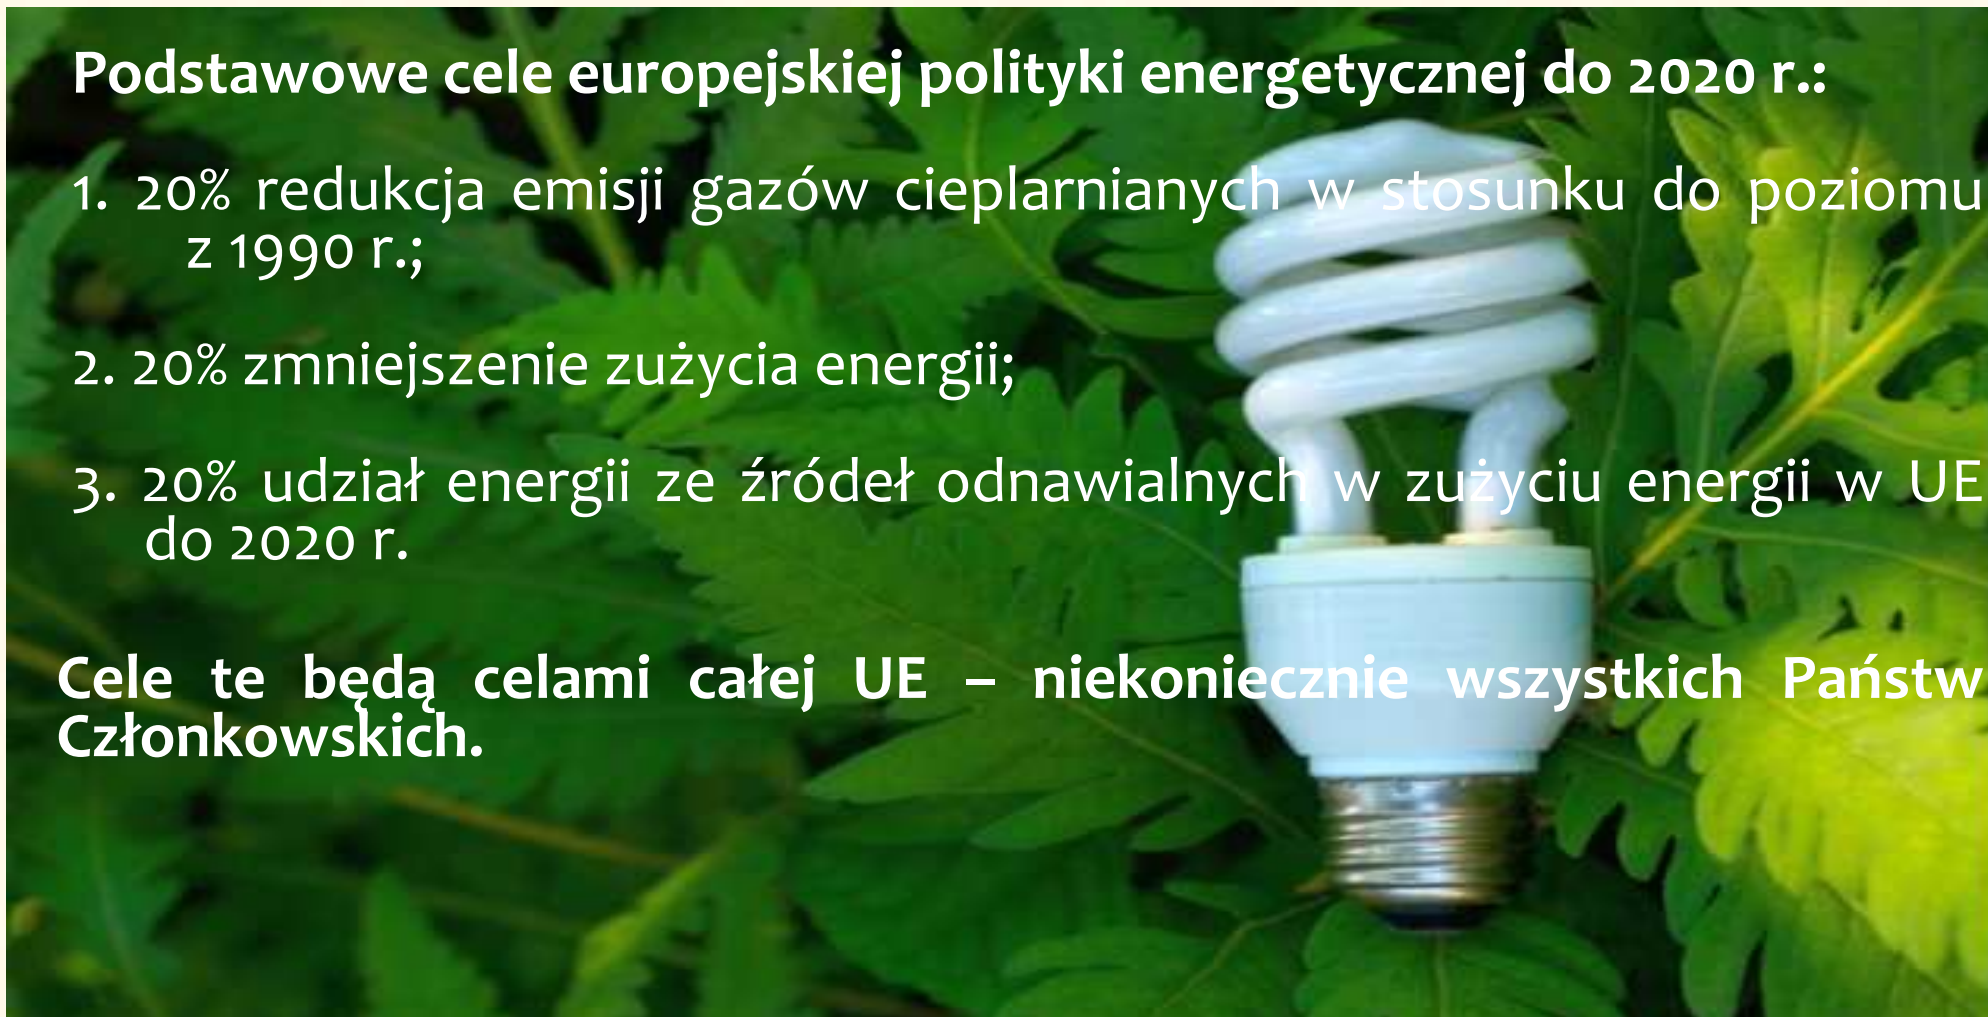 Podstawowe cele europejskiej polityki energetycznej do 2020 r.:
1. 20% redukcja emisji gazów cieplarnianych w stosunku do poziomu
z 1990 r.;
2. 20% zmniejszenie zużycia energii;
3. 20% udział energii ze źródeł odnawialnych w zużyciu energii w UE
do 2020 r.
Cele te będą celami całej UE – niekoniecznie wszystkich Państw
Członkowskich.